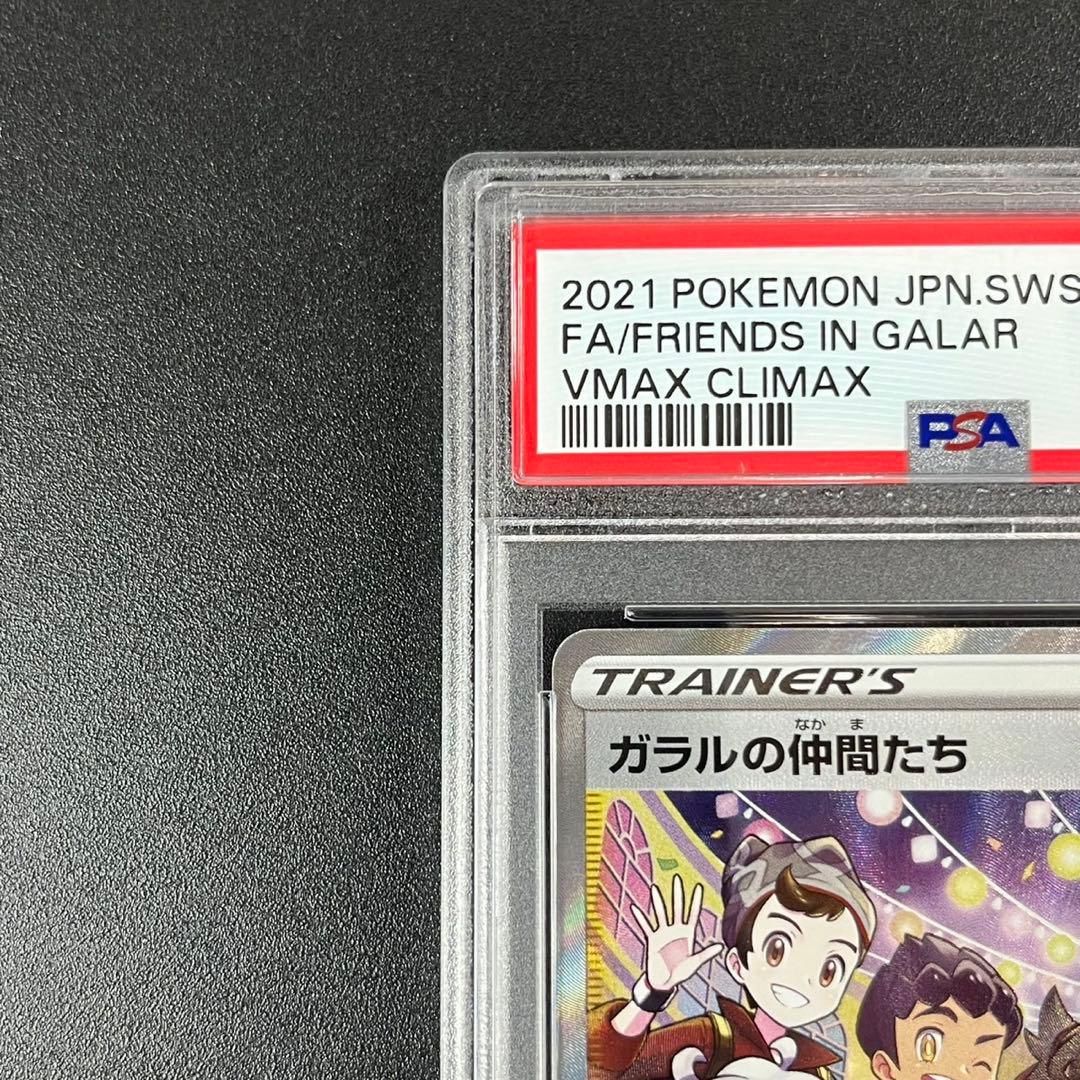 2021 POKEMON JPN.SWS
FA/FRIENDS IN GALAR
VMAX CLIMAX
PSA
TRAINER'S
なかま
ガラルの仲間たち